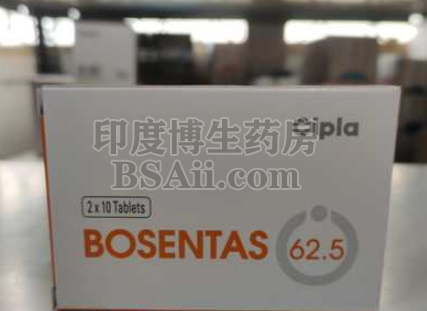 Cipla
印度博生药房
BSAii.com
2 x 10 Tablets
BOSENTAS 62.5